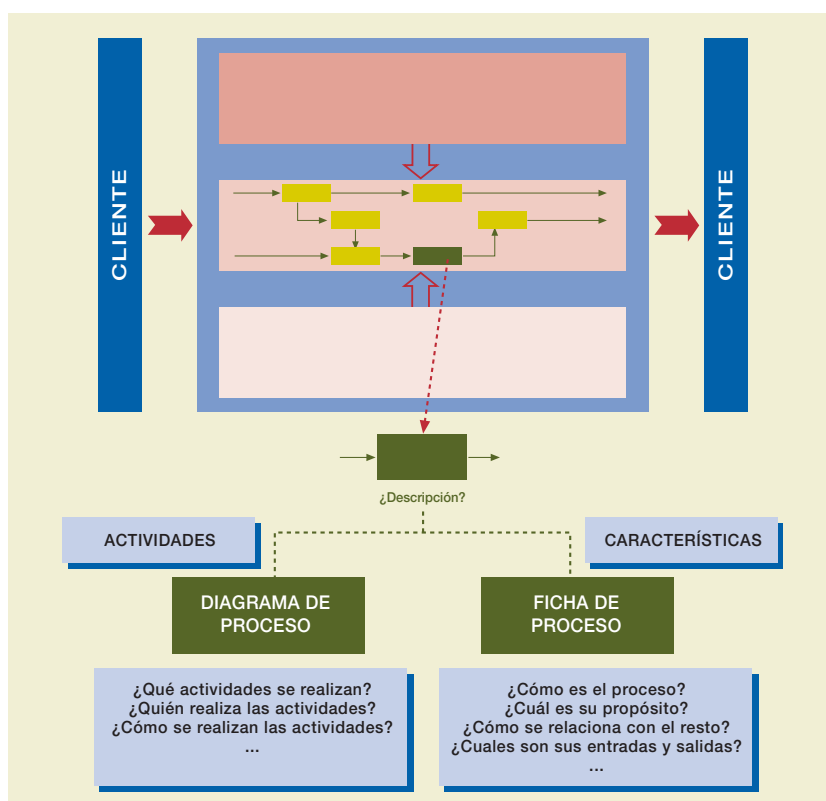 CLIENTE
CLIENTE
¿Descripción?
ACTIVIDADES
CARACTERÍSTICAS
DIAGRAMA DE
PROCESO
FICHA DE
PROCESO
¿Qué actividades se realizan?
¿Quién realiza las actividades?
¿Cómo se realizan las actividades?
...
¿Cómo es el proceso?
¿Cuál es su propósito?
¿Cómo se relaciona con el resto?
¿Cuales son sus entradas y salidas?
...